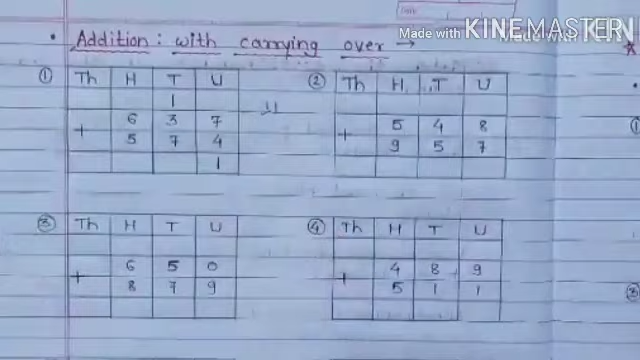 Date
Made with KINEMASTER
• Addition: with carrying over →
① Th H T U
1
6 3 7
+ 5 7 4
1
11
② Th H T U
5 4 8
+ 9 5 7
③ Th H T U
6 5 0
+ 8 7 9
④ Th H T U
4 8 9
+ 5 1 1